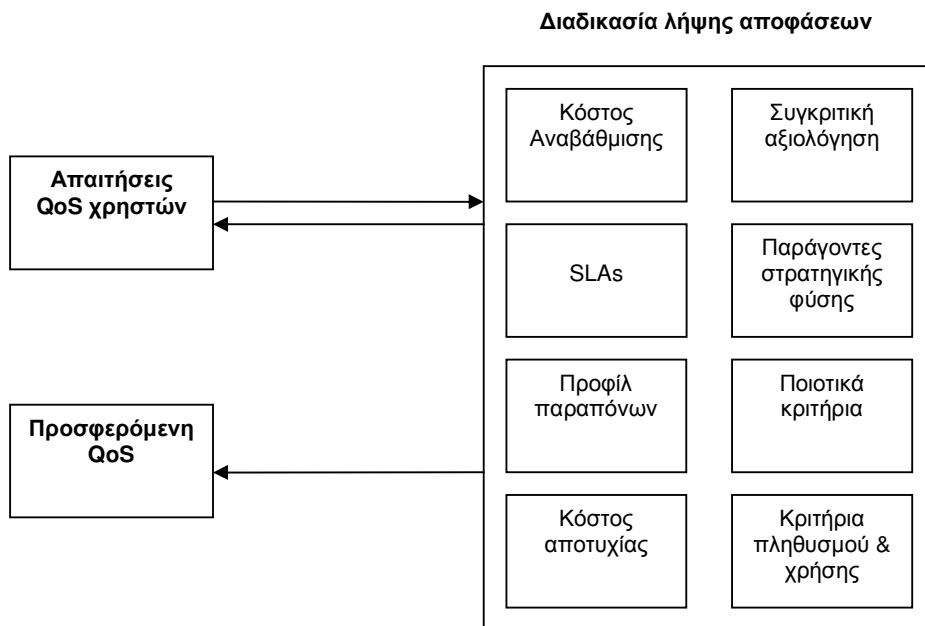 Διαδικασία λήψης αποφάσεων
Απαιτήσεις
QoS χρηστών
Προσφερόμενη
QoS
Κόστος
Αναβάθμισης
Συγκριτική
αξιολόγηση
SLAs
Παράγοντες
στρατηγικής
φύσης
Προφίλ
παραπόνων
Ποιοτικά
κριτήρια
Κόστος
αποτυχίας
Κριτήρια
πληθυσμού &
χρήσης